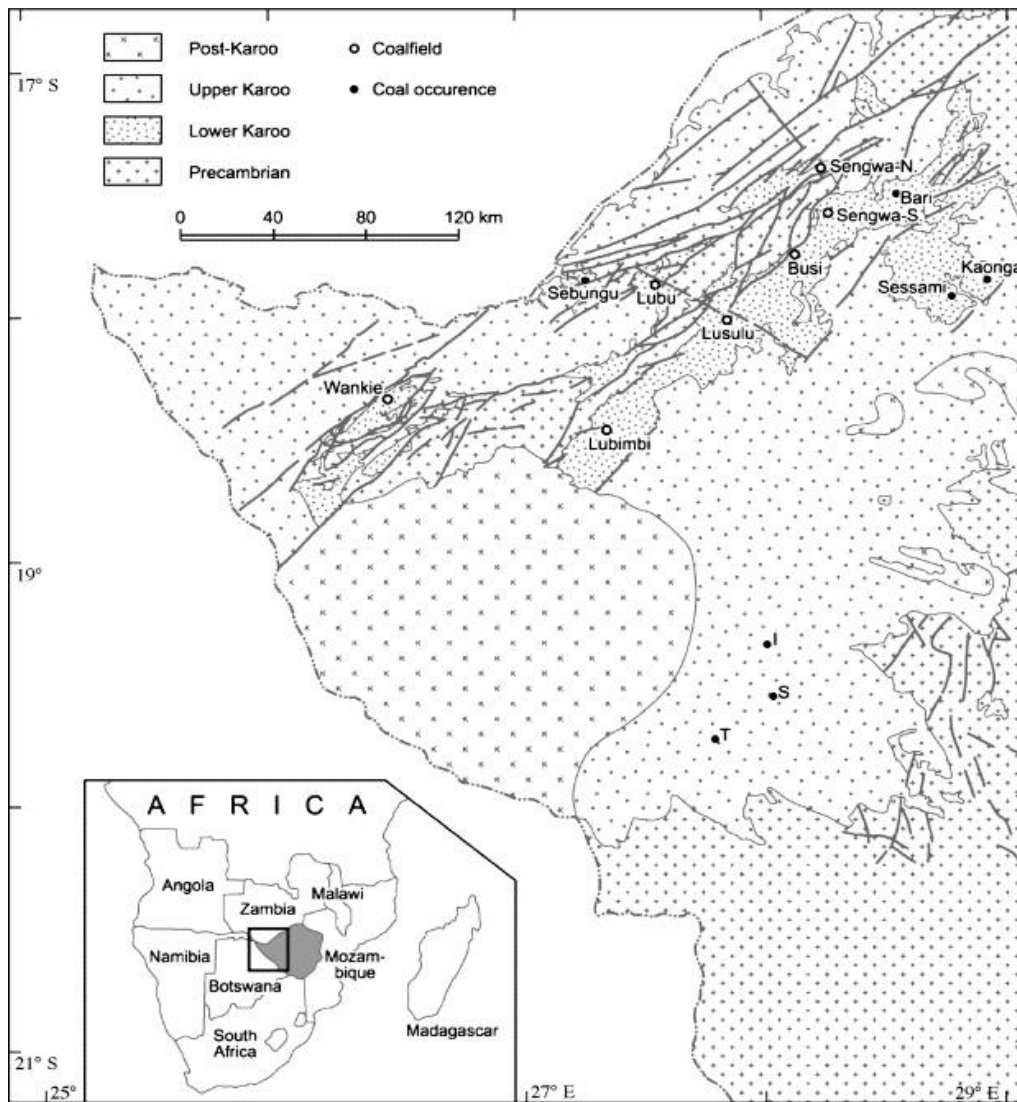 Post-Karoo
Upper Karoo
Lower Karoo
Precambrian
Coalfield
Coal occurence
0 40 80 120 km
17° S
Sengwa-N.
Bari
Sengwa-S.
Busi
Kaonga
Sessami
Sebungu
Lubu
Lusulu
Wankie
Lubimbi
19°
I
S
T
A F R I C A
Angola
Zambia
Malawi
Namibia
Mozam-
bique
Botswana
South
Africa
Madagascar
21° S
25°
27° E
29° E